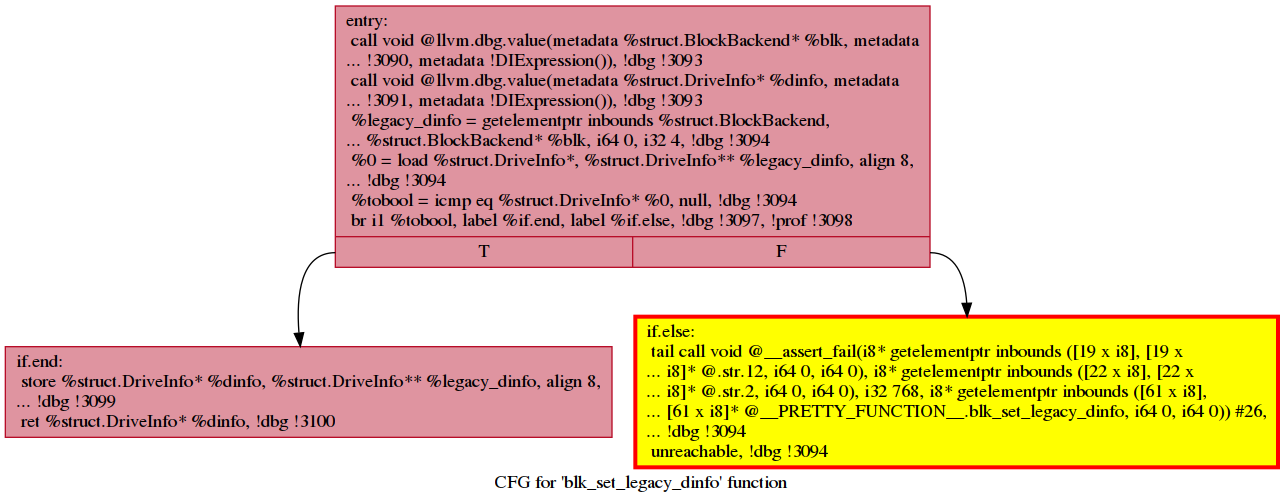 entry:
call void @llvm.dbg.value(metadata %struct.BlockBackend* %blk, metadata
... !3090, metadata !DIExpression()), !dbg !3093
call void @llvm.dbg.value(metadata %struct.DriveInfo* %dinfo, metadata
... !3091, metadata !DIExpression()), !dbg !3093
%legacy_dinfo = getelementptr inbounds %struct.BlockBackend,
... %struct.BlockBackend* %blk, i64 0, i32 4, !dbg !3094
%0 = load %struct.DriveInfo*, %struct.DriveInfo** %legacy_dinfo, align 8,
... !dbg !3094
%tobool = icmp eq %struct.DriveInfo* %0, null, !dbg !3094
br i1 %tobool, label %if.end, label %if.else, !dbg !3097, !prof !3098
T
F
if.end:
store %struct.DriveInfo* %dinfo, %struct.DriveInfo** %legacy_dinfo, align 8,
... !dbg !3099
ret %struct.DriveInfo* %dinfo, !dbg !3100
if.else:
tail call void @__assert_fail(i8* getelementptr inbounds ([19 x i8], [19 x
... i8]* @.str.12, i64 0, i64 0), i8* getelementptr inbounds ([22 x i8], [22 x
... i8]* @.str.2, i64 0, i64 0), i32 768, i8* getelementptr inbounds ([61 x i8],
... [61 x i8]* @__PRETTY_FUNCTION__.blk_set_legacy_dinfo, i64 0, i64 0)) #26,
... !dbg !3094
unreachable, !dbg !3094
CFG for 'blk_set_legacy_dinfo' function